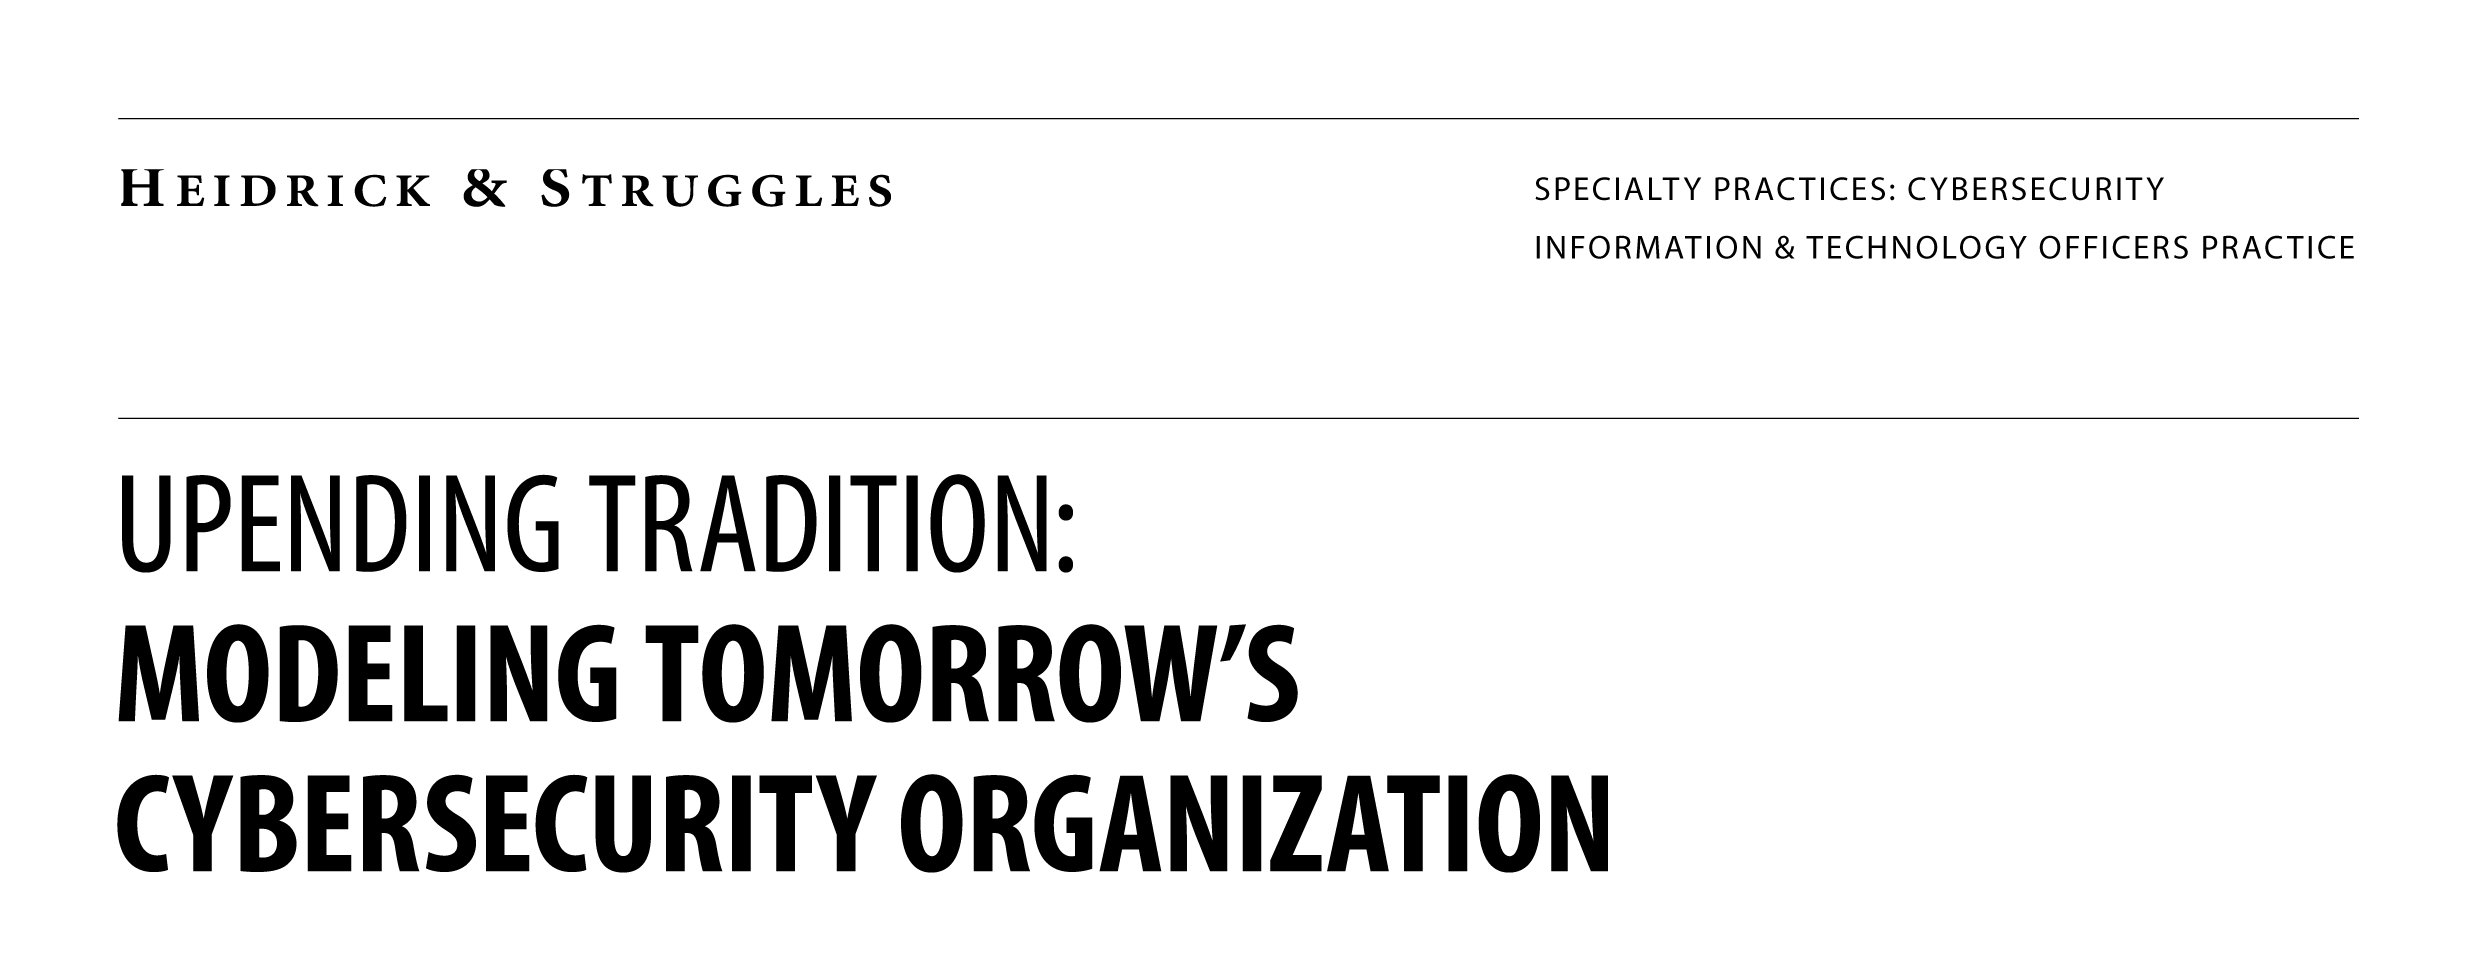 HEIDRICK & STRUGGLES
SPECIALTY PRACTICES: CYBERSECURITY
INFORMATION & TECHNOLOGY OFFICERS PRACTICE
UPENDING TRADITION:
MODELING TOMORROW’S
CYBERSECURITY ORGANIZATION